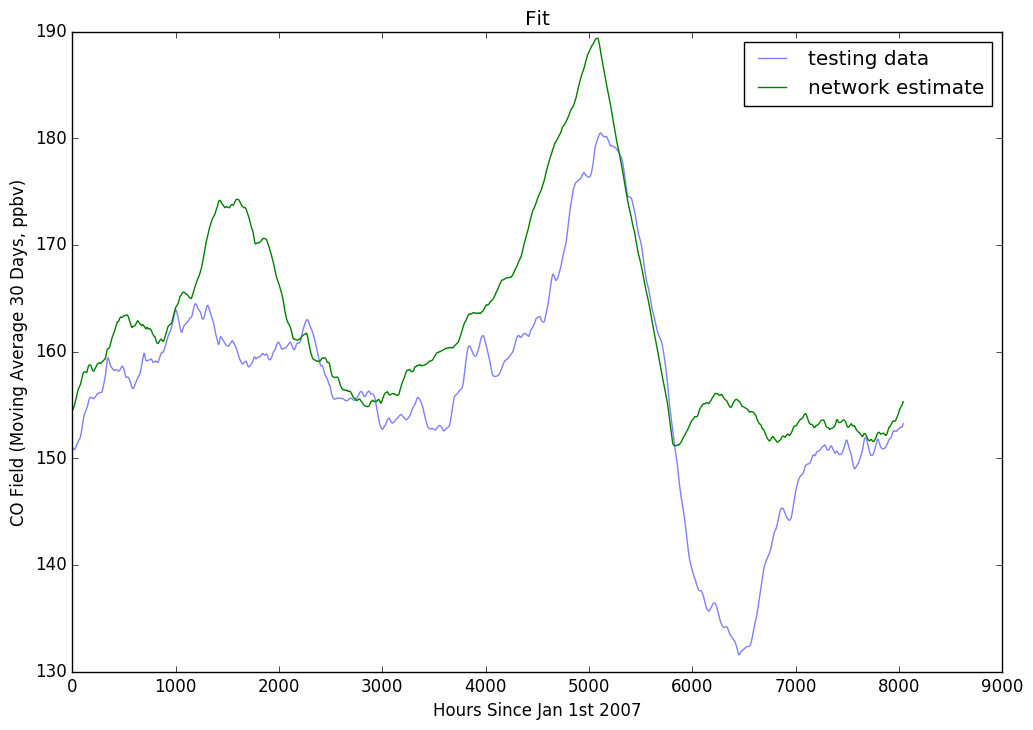 Fit
testing data
network estimate
CO Field (Moving Average 30 Days, ppbv)
190
180
170
160
150
140
130
0 1000 2000 3000 4000 5000 6000 7000 8000 9000
Hours Since Jan 1st 2007